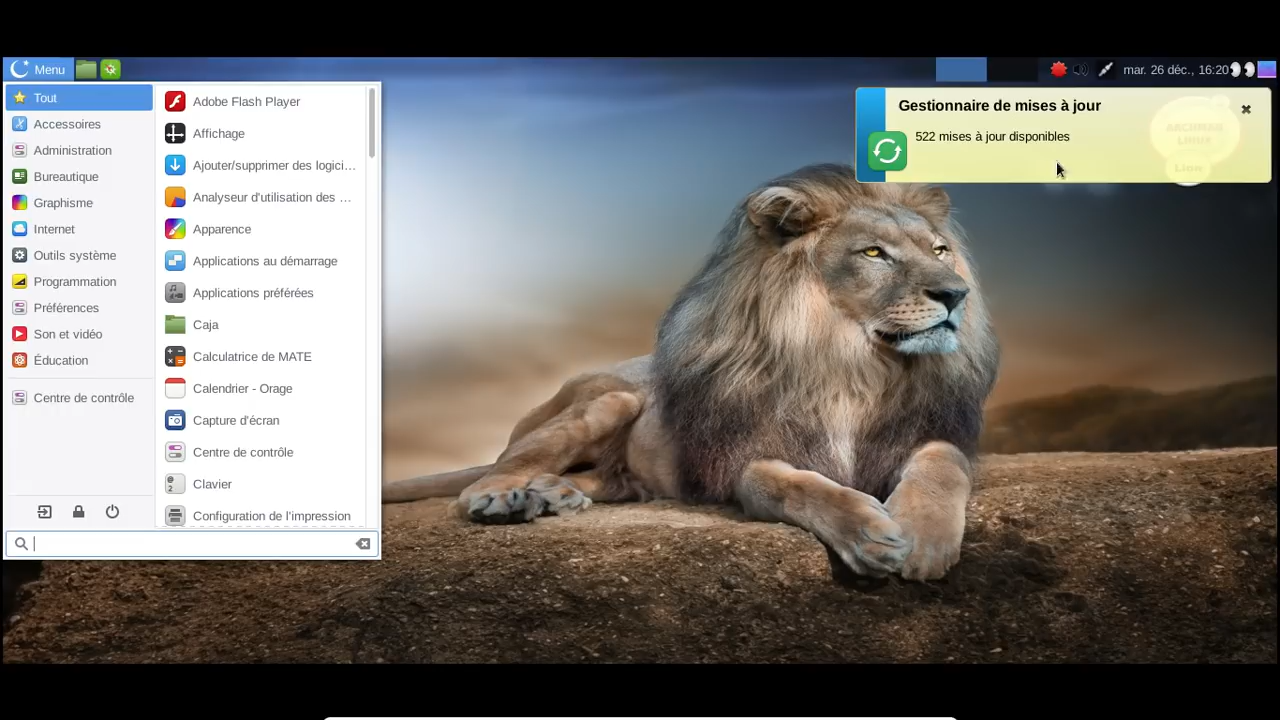 Menu
mar. 26 déc., 16:20
Tout
Accessoires
Administration
Bureautique
Graphisme
Internet
Outils système
Programmation
Préférences
Son et vidéo
Éducation
Centre de contrôle
Adobe Flash Player
Affichage
Ajouter/supprimer des logici…
Analyseur d'utilisation des …
Apparence
Applications au démarrage
Applications préférées
Caja
Calculatrice de MATE
Calendrier - Orage
Capture d'écran
Centre de contrôle
Clavier
Configuration de l'impression
Gestionnaire de mises à jour
522 mises à jour disponibles
ARCHMAN
LINUX
Lion